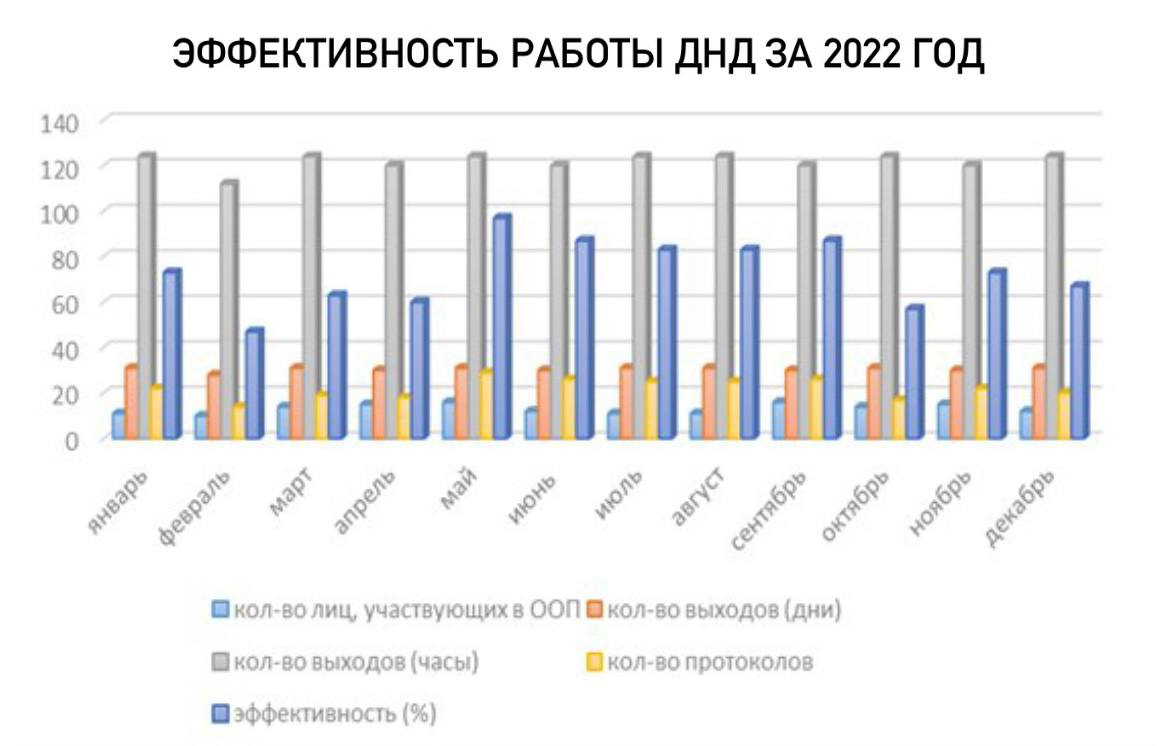 ЭФФЕКТИВНОСТЬ РАБОТЫ ДНД ЗА 2022 ГОД
140
120
100
80
60
40
20
0
январь
февраль
март
апрель
май
июнь
июль
август
сентябрь
октябрь
ноябрь
декабрь
кол-во лиц, участвующих в ООП
кол-во выходов (дни)
кол-во выходов (часы)
кол-во протоколов
эффективность (%)